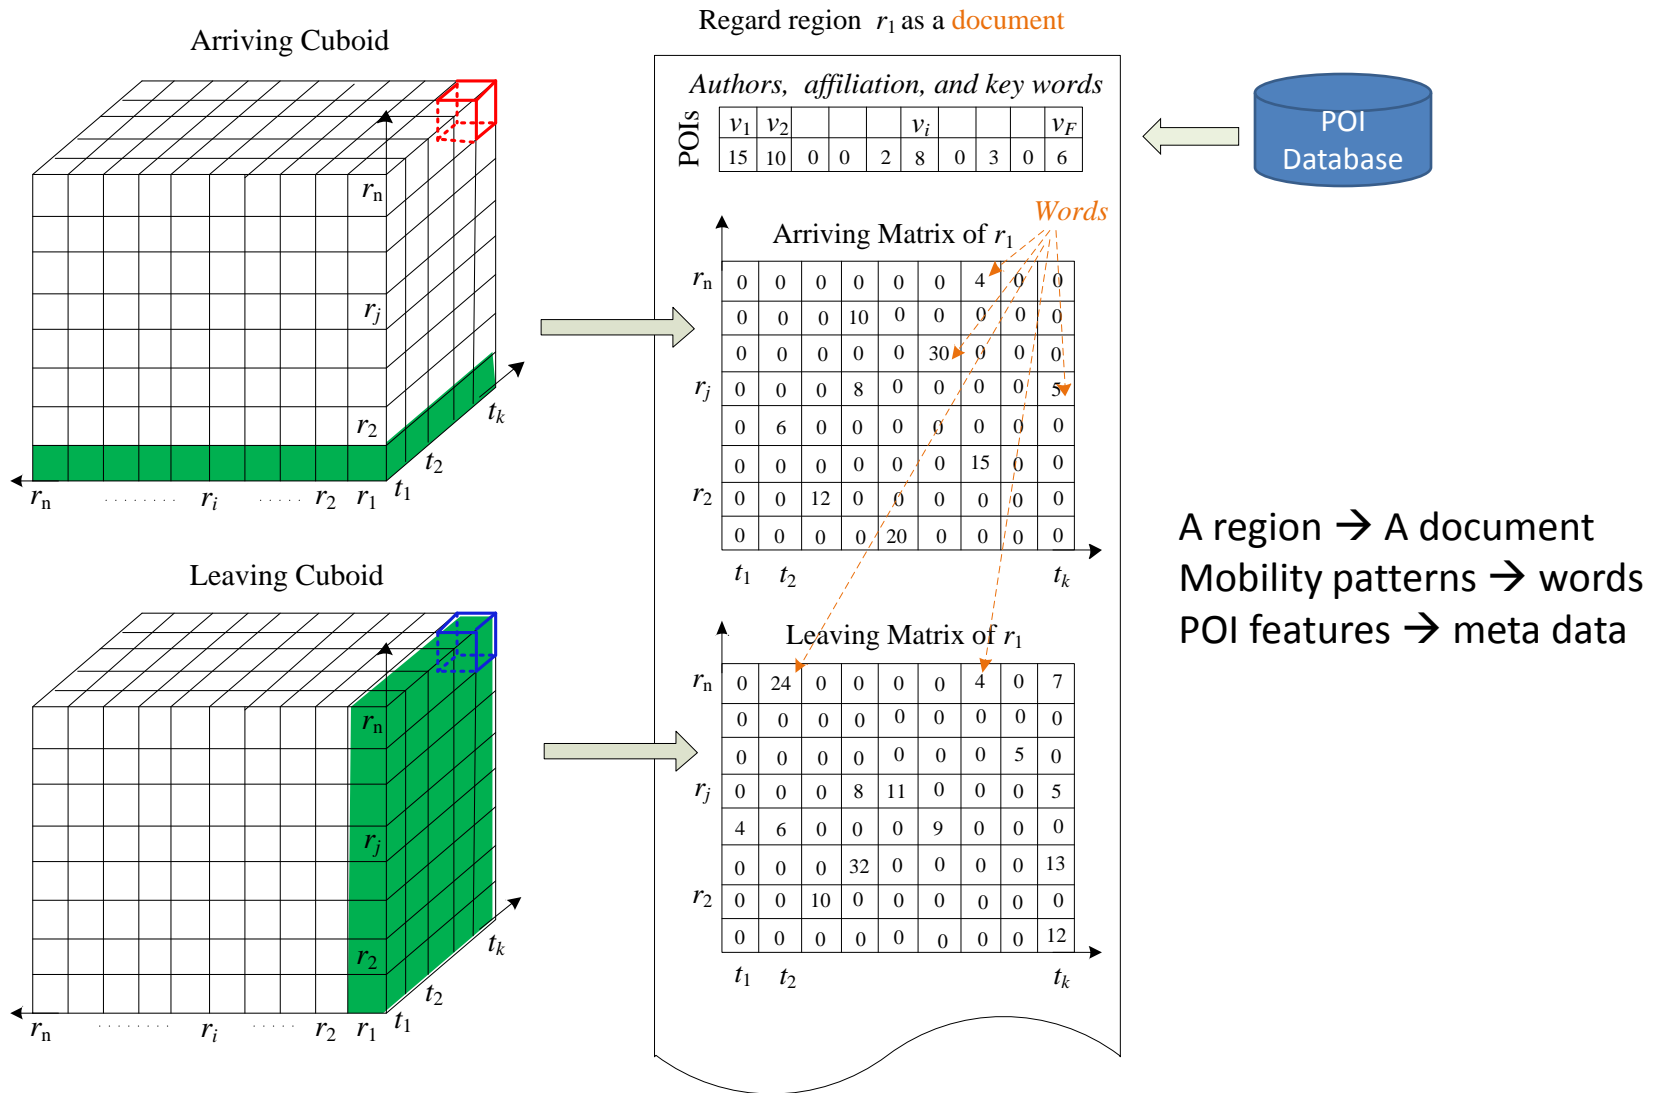 Regard region r1 as a document
Arriving Cuboid
rn
rj
r2
tk
t2
t1
rn ........ ri ..... r2 r1
Leaving Cuboid
rn
rj
r2
tk
t2
t1
rn ........ ri ..... r2 r1
Authors, affiliation, and key words
POIs
v1 v2 vi vF
15 10 0 0 2 8 0 3 0 6
Words
Arriving Matrix of r1
rn 0 0 0 0 0 0 4 0 0
0 0 0 10 0 0 0 0 0
0 0 0 0 0 30 0 0 0
rj 0 0 0 8 0 0 0 0 5
0 6 0 0 0 0 0 0 0
0 0 0 0 0 0 15 0 0
r2 0 0 12 0 0 0 0 0 0
0 0 0 0 20 0 0 0 0
t1 t2 tk
Leaving Matrix of r1
rn 0 24 0 0 0 0 4 0 7
0 0 0 0 0 0 0 0 0
0 0 0 0 0 0 0 5 0
rj 0 0 0 8 11 0 0 0 5
4 6 0 0 0 9 0 0 0
0 0 0 32 0 0 0 0 13
r2 0 0 10 0 0 0 0 0 0
0 0 0 0 0 0 0 0 12
t1 t2 tk
POI
Database
A region → A document
Mobility patterns → words
POI features → meta data